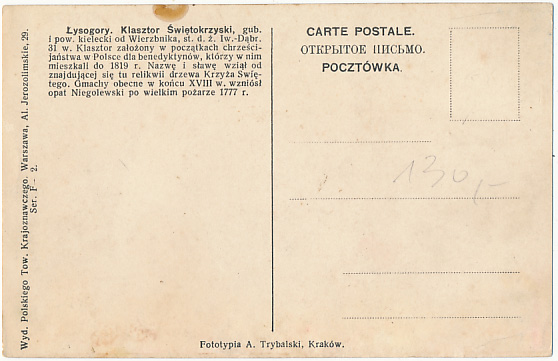 Łysogory. Klasztor Świętokrzyski, gub.
i pow. kielecki od Wierzbnika, st. d. ż. Iw.-Dąbr.
31 w. Klasztor założony w początkach chrześci-
jaństwa w Polsce dla benedyktynów, którzy w nim
mieszkali do 1819 r. Nazwę i sławę wziął od
znajdującej się tu relikwii drzewa Krzyża Świę-
tego. Gmachy obecne w końcu XVIII w. wzniósł
opat Niegolewski po wielkim pożarze 1777 r.
CARTE POSTALE.
ОТКРЫТОЕ ПИСЬМО.
POCZTÓWKA.
130,-
Wyd. Polskiego Tow. Krajoznawczego. Warszawa, Al. Jerozolimskie, 29.
Ser. F - 2.
Fototypia A. Trybalski, Kraków.